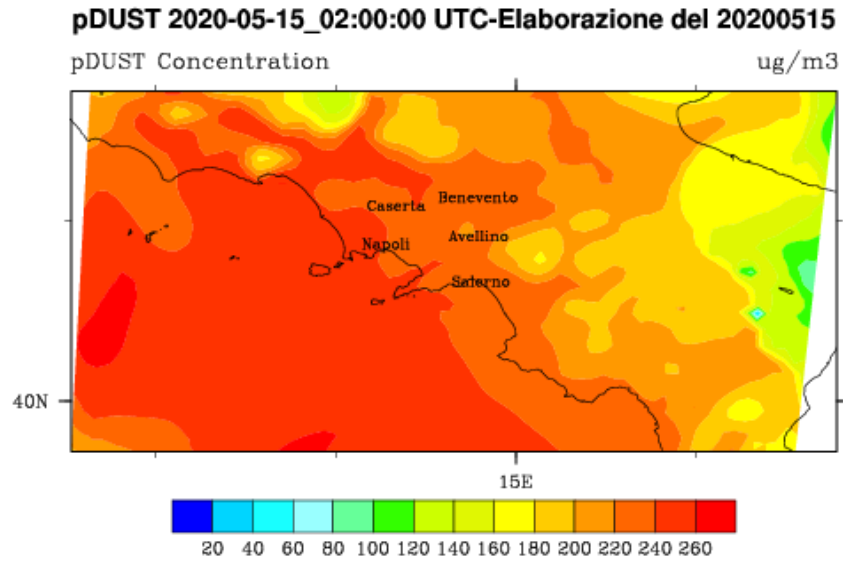 pDUST 2020-05-15_02:00:00 UTC-Elaborazione del 20200515
pDUST Concentration ug/m3
Caserta Benevento
Napoli Avellino
Salerno
40N
15E
20 40 60 80 100 120 140 160 180 200 220 240 260